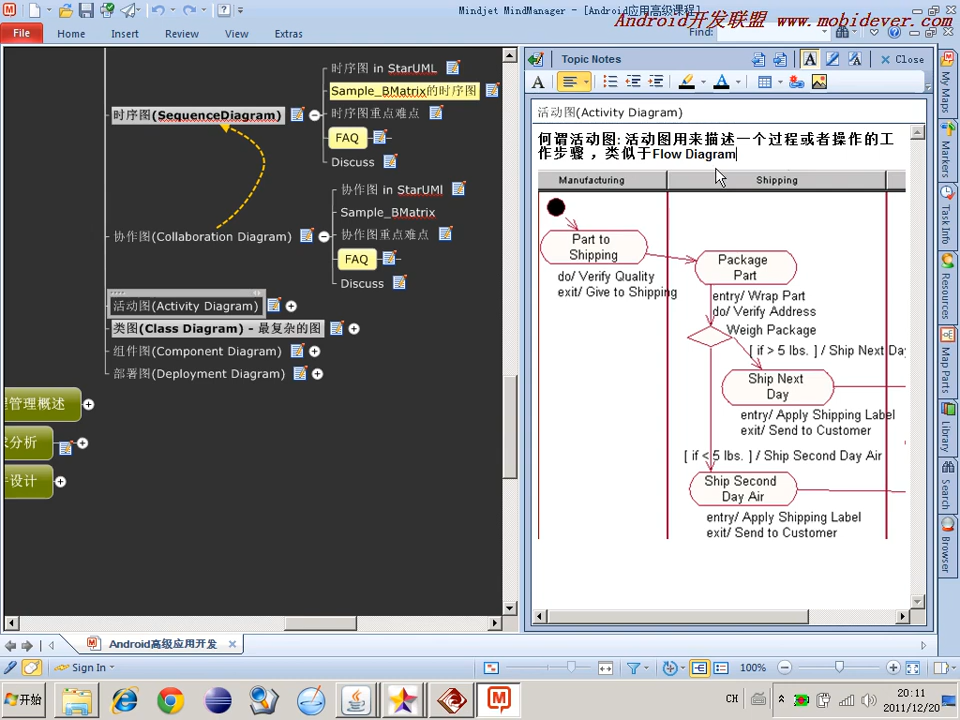 Mindjet MindManager - [Android应用高级课程]
Android开发联盟 www.mobidever.com
File
Home
Insert
Review
View
Extras
Find:
时序图(SequenceDiagram)
时序图 in StarUML
Sample_BMatrix的时序图
时序图重点难点
FAQ
Discuss
协作图(Collaboration Diagram)
协作图 in StarUMl
Sample_BMatrix
协作图重点难点
FAQ
Discuss
活动图(Activity Diagram)
类图(Class Diagram) - 最复杂的图
组件图(Component Diagram)
部署图(Deployment Diagram)
程管理概述
求分析
件设计
Topic Notes
Close
活动图(Activity Diagram)
何谓活动图: 活动图用来描述一个过程或者操作的工
作步骤 ，类似于Flow Diagram
Manufacturing
Shipping
Part to
Shipping
do/ Verify Quality
exit/ Give to Shipping
Package
Part
entry/ Wrap Part
do/ Verify Address
Weigh Package
[ if > 5 lbs. ] / Ship Next Da
Ship Next
Day
entry/ Apply Shipping Label
exit/ Send to Customer
[ if < 5 lbs. ] / Ship Second Day Air
Ship Second
Day Air
entry/ Apply Shipping Label
exit/ Send to Customer
My Maps
Markers
Task Info
Resources
Map Parts
Library
Search
Browser
Android高级应用开发
Sign In
100%
开始
CH
20:11
2011/12/20